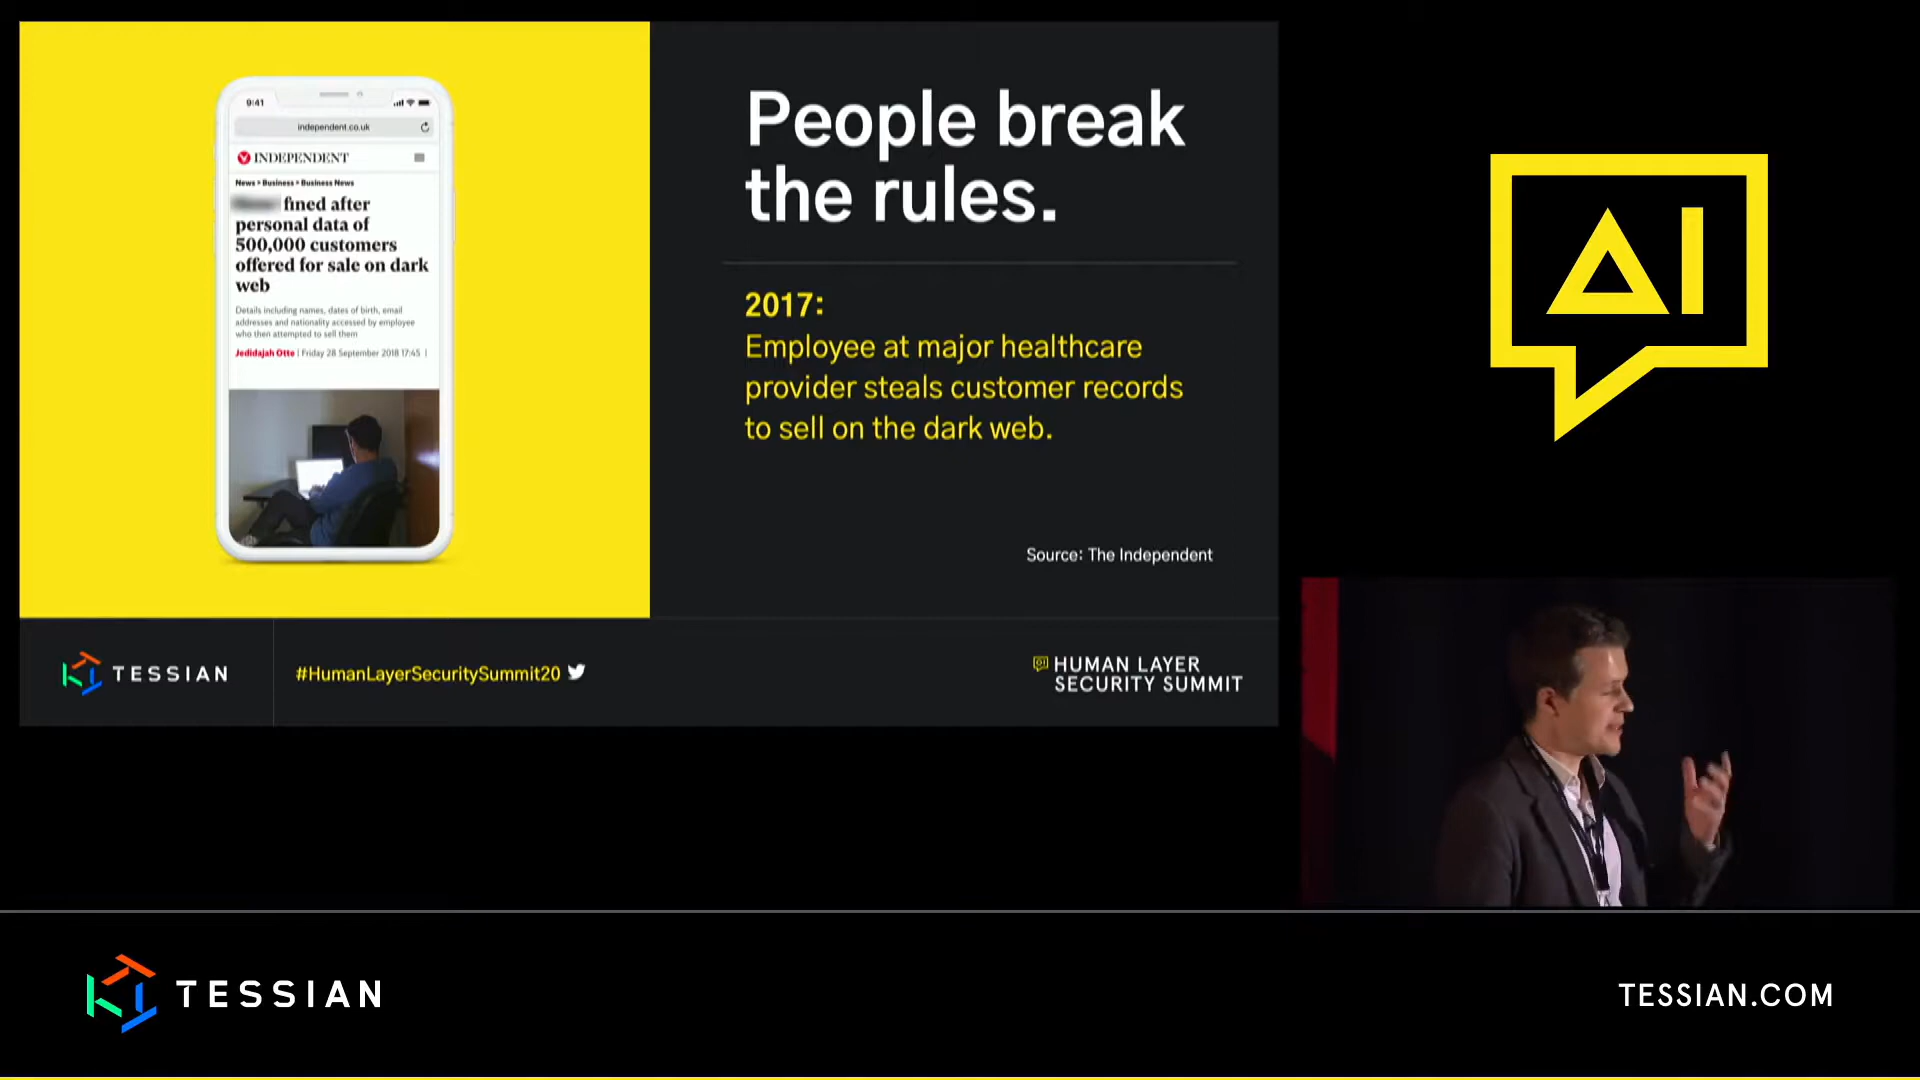 9:41
independent.co.uk
INDEPENDENT
News > Business > Business News
fined after
personal data of
500,000 customers
offered for sale on dark
web
Details including names, dates of birth, email
addresses and nationality accessed by employee
who then attempted to sell them
Jedidajah Otte | Friday 28 September 2018 17:45 |
People break
the rules.
2017:
Employee at major healthcare
provider steals customer records
to sell on the dark web.
Source: The Independent
TESSIAN
#HumanLayerSecuritySummit20
HUMAN LAYER
SECURITY SUMMIT
AI
TESSIAN
TESSIAN.COM